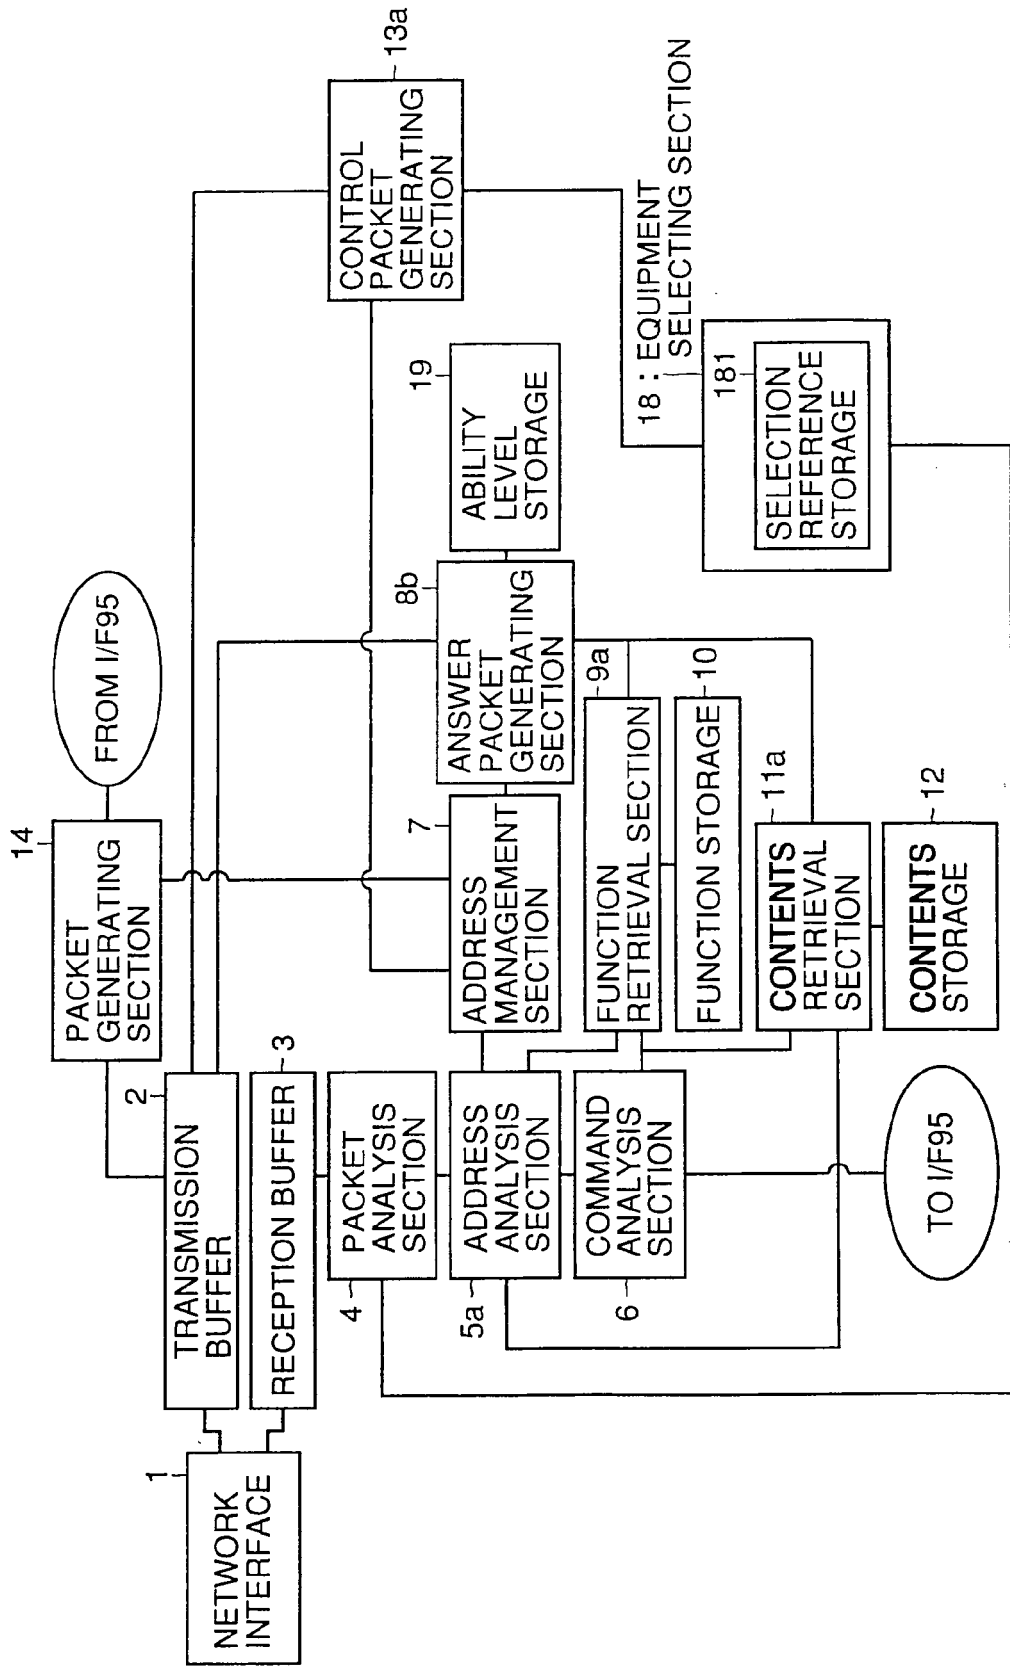 1
NETWORK
INTERFACE
2
TRANSMISSION
BUFFER
3
RECEPTION BUFFER
4
PACKET
ANALYSIS
SECTION
5a
ADDRESS
ANALYSIS
SECTION
6
COMMAND
ANALYSIS
SECTION
TO I/F95
14
PACKET
GENERATING
SECTION
FROM I/F95
7
ADDRESS
MANAGEMENT
SECTION
8b
ANSWER
PACKET
GENERATING
SECTION
19
ABILITY
LEVEL
STORAGE
9a
FUNCTION
RETRIEVAL SECTION
10
FUNCTION STORAGE
11a
CONTENTS
RETRIEVAL
SECTION
12
CONTENTS
STORAGE
13a
CONTROL
PACKET
GENERATING
SECTION
18 : EQUIPMENT
SELECTING SECTION
181
SELECTION
REFERENCE
STORAGE